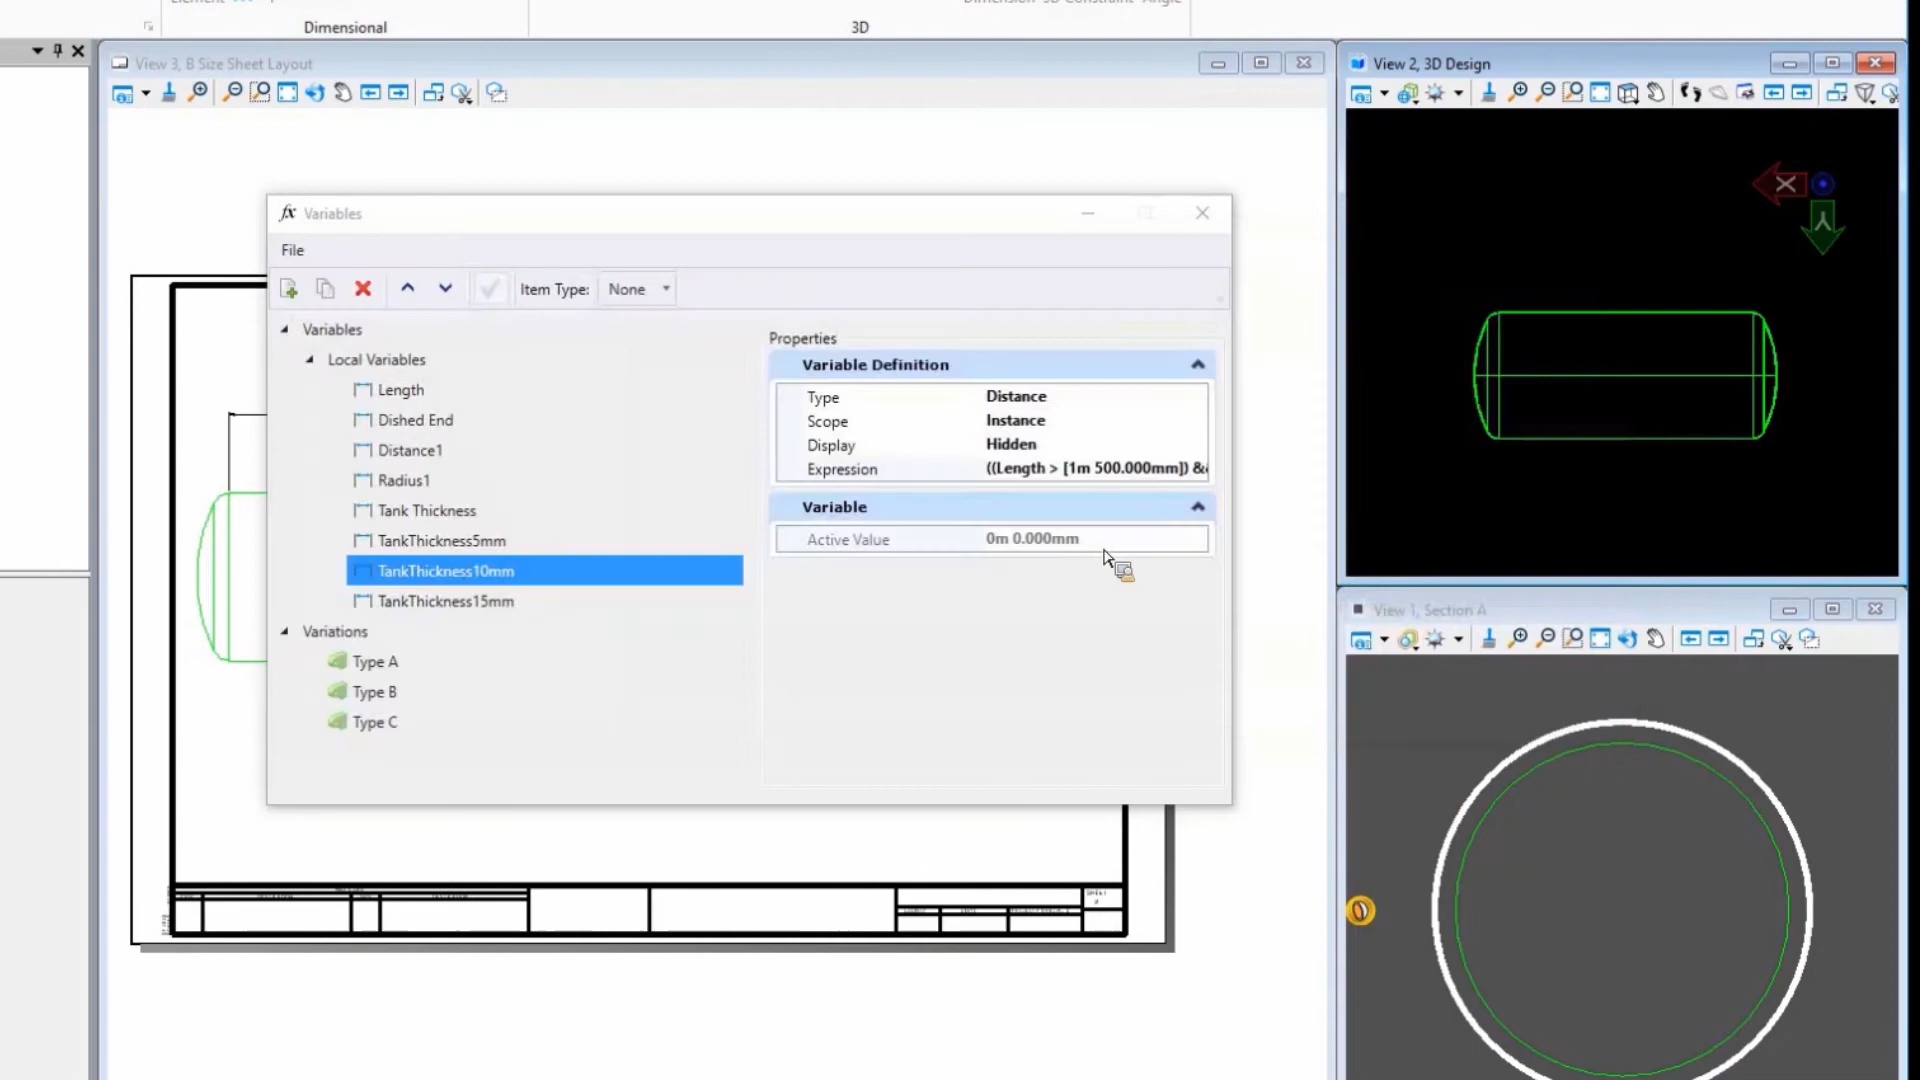 Dimensional
3D
View 3, B Size Sheet Layout
View 2, 3D Design
fx Variables
File
Item Type: None
Variables
Local Variables
Length
Dished End
Distance1
Radius1
Tank Thickness
TankThickness5mm
TankThickness10mm
TankThickness15mm
Variations
Type A
Type B
Type C
Properties
Variable Definition
Type Distance
Scope Instance
Display Hidden
Expression ((Length > [1m 500.000mm]) &
Variable
Active Value 0m 0.000mm
X
Y
View 1, Section A